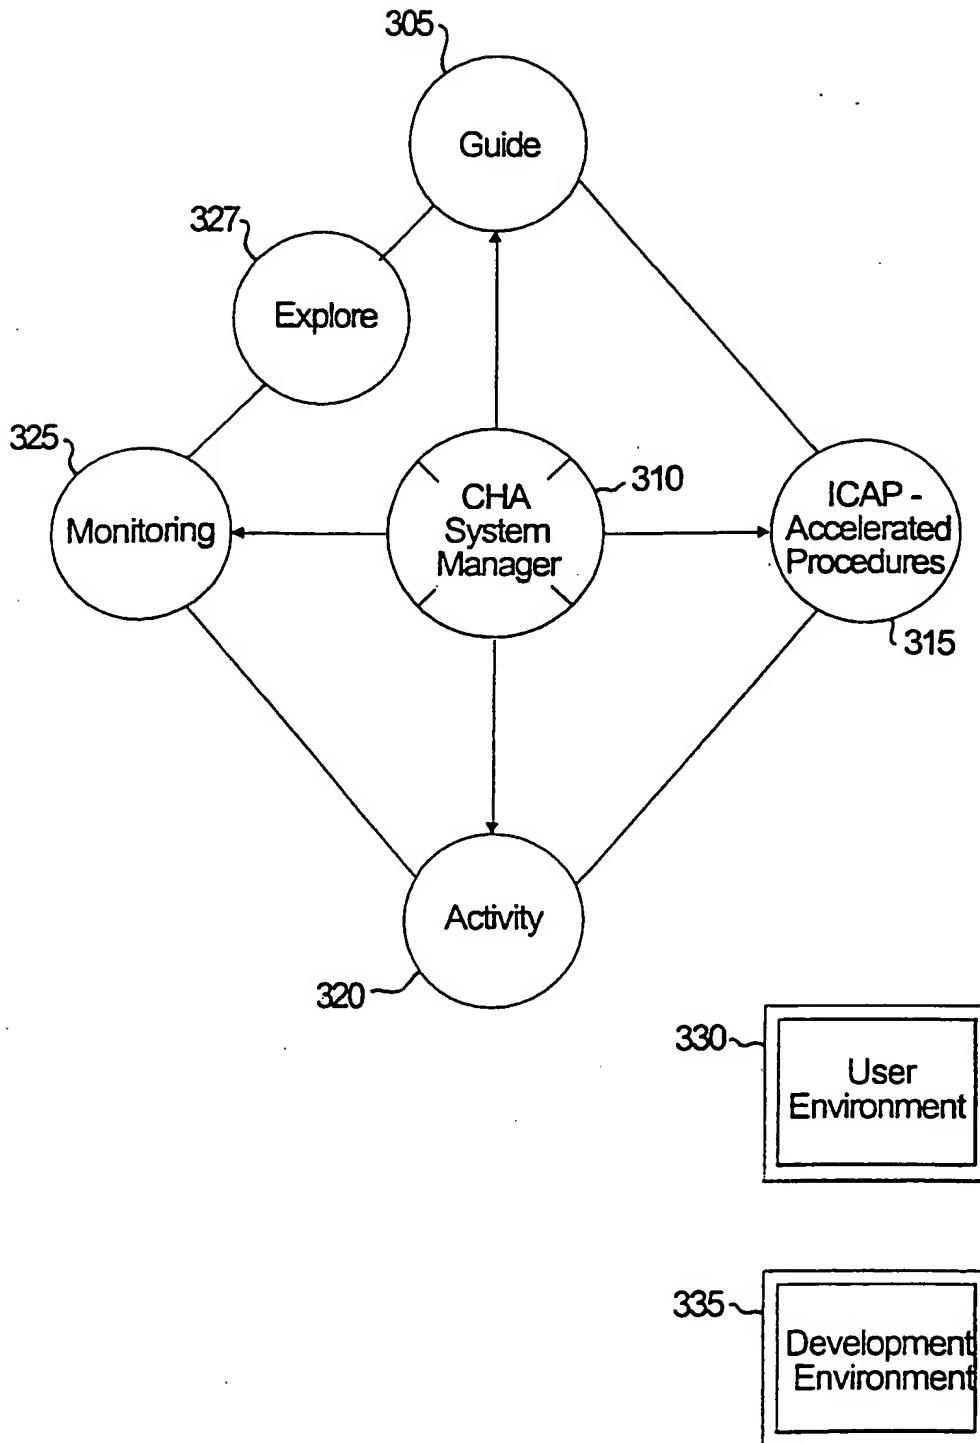 305
Guide
327
Explore
325
Monitoring
CHA
System
Manager
310
ICAP -
Accelerated
Procedures
315
Activity
320
330
User
Environment
335
Development
Environment